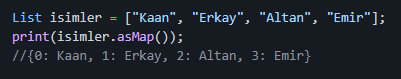 List isimler = ["Kaan", "Erkay", "Altan", "Emir"];
print(isimler.asMap());
//{0: Kaan, 1: Erkay, 2: Altan, 3: Emir}